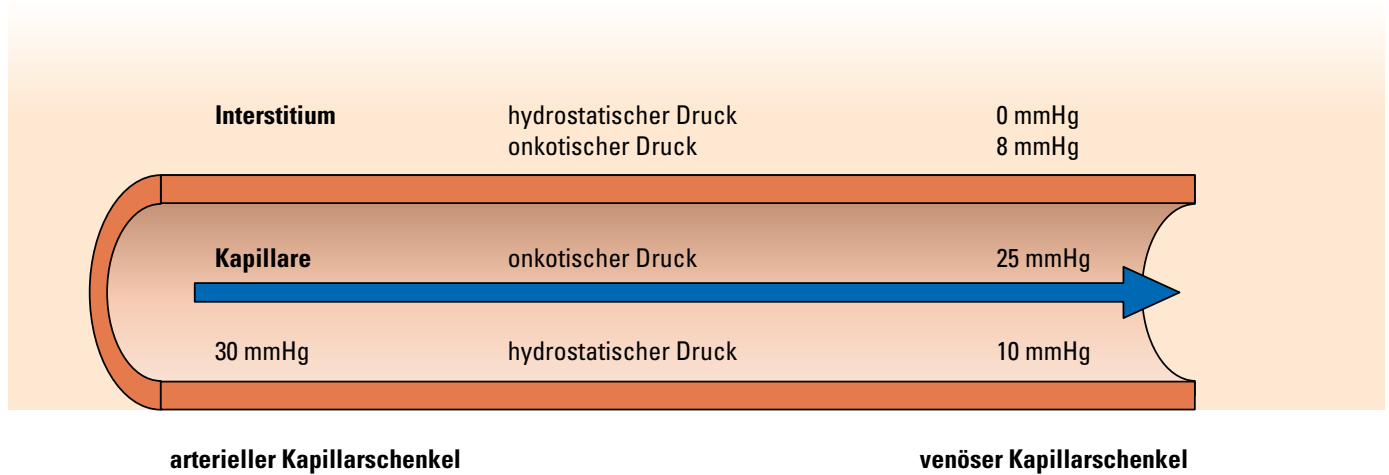 Interstitium hydrostatischer Druck 0 mmHg
onkotischer Druck 8 mmHg
Kapillare onkotischer Druck 25 mmHg
30 mmHg hydrostatischer Druck 10 mmHg
arterieller Kapillarschenkel venöser Kapillarschenkel